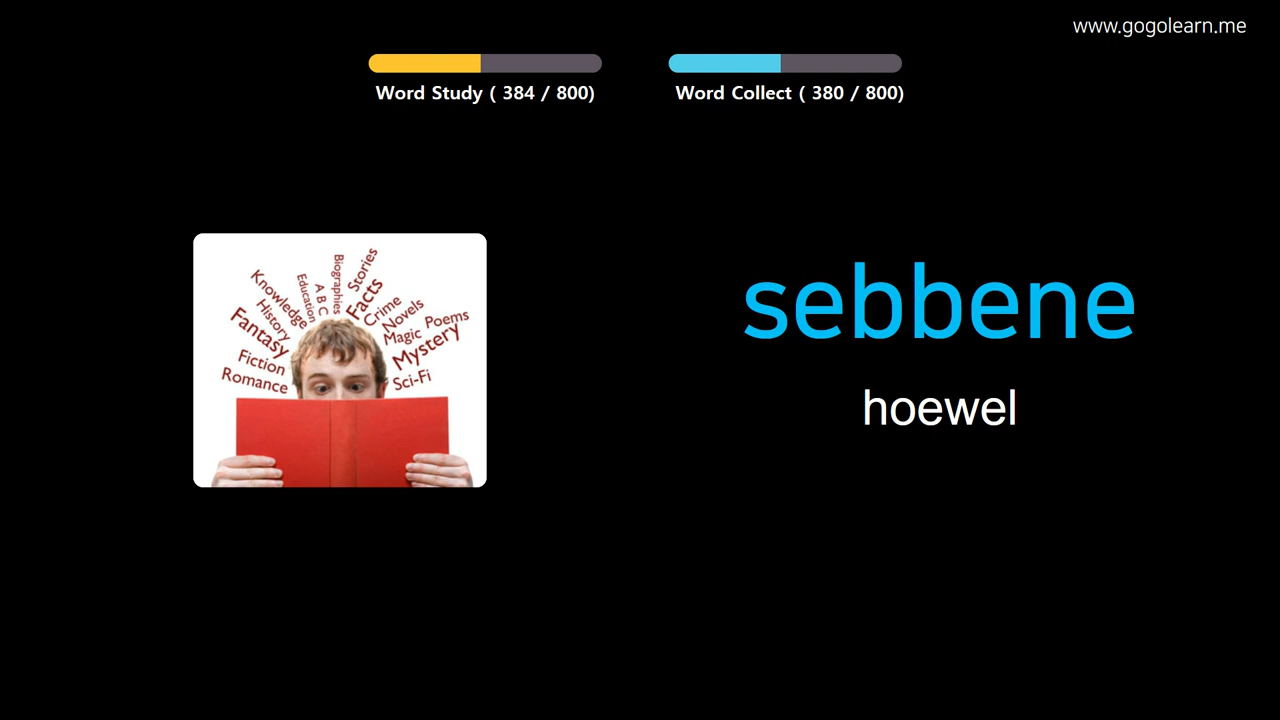 www.gogolearn.me
Word Study ( 384 / 800)
Word Collect ( 380 / 800)
Knowledge
History
Fantasy
Fiction
Romance
Education
A B C
Biographies
Stories
Facts
Crime
Novels
Magic
Poems
Mystery
Sci-Fi
sebbene
hoewel